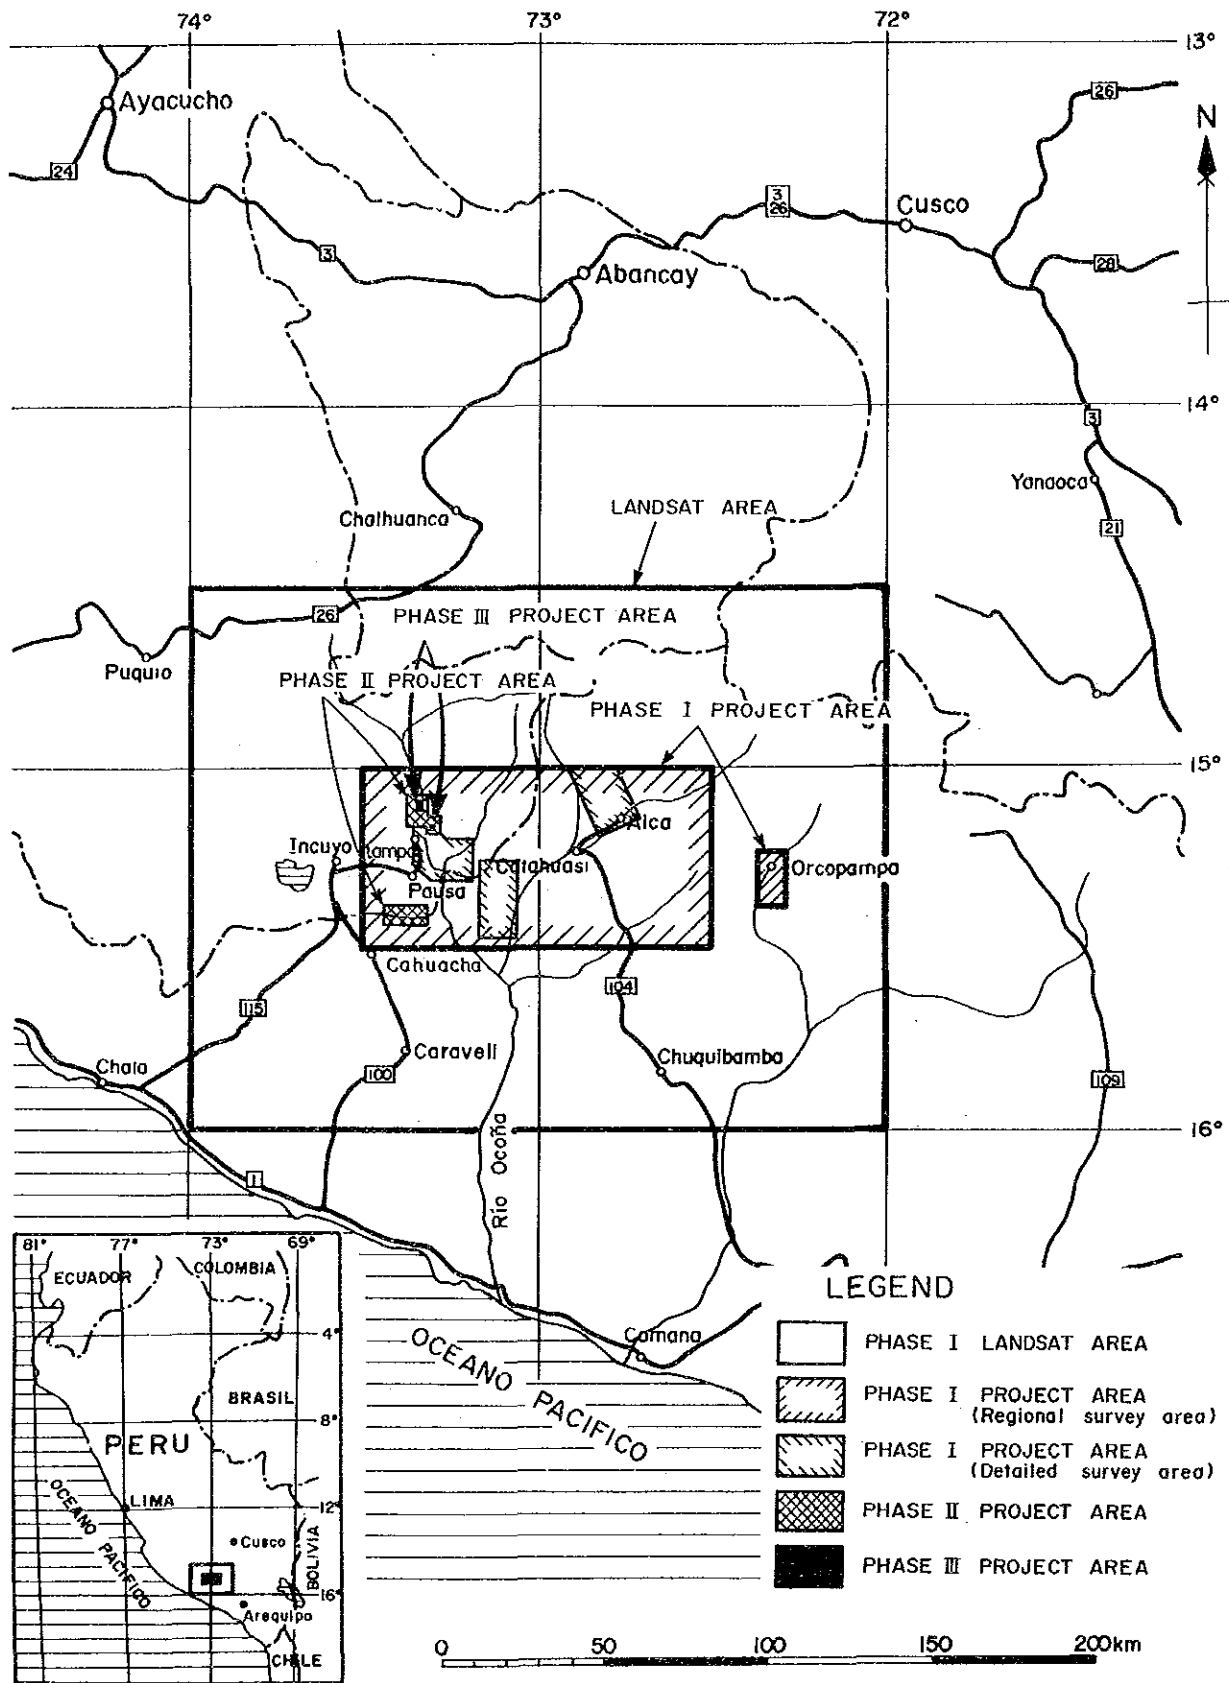 74° 73° 72°
13°
Ayacucho
26
N
24
3
26
Cusco
3
28
Abancay
14°
3
Yanaoca
Chalhuanca
LANDSAT AREA
21
26
PHASE III PROJECT AREA
Puquio
PHASE II PROJECT AREA
PHASE I PROJECT AREA
15°
Alca
Incuyo
Cotahuasi
Orcopampa
Pausa
Cahuacha
104
115
Caraveli
Chala
Chuquibamba
100
109
16°
Río Ocoña
1
Camana
OCEANO PACIFICO
81° 77° 73° 69°
ECUADOR
COLOMBIA
4°
BRASIL
8°
PERU
LIMA
12°
OCEANO PACIFICO
Cusco
BOLIVIA
16°
Arequipa
CHILE
LEGEND
PHASE I LANDSAT AREA
PHASE I PROJECT AREA
(Regional survey area)
PHASE I PROJECT AREA
(Detailed survey area)
PHASE II PROJECT AREA
PHASE III PROJECT AREA
0 50 100 150 200km